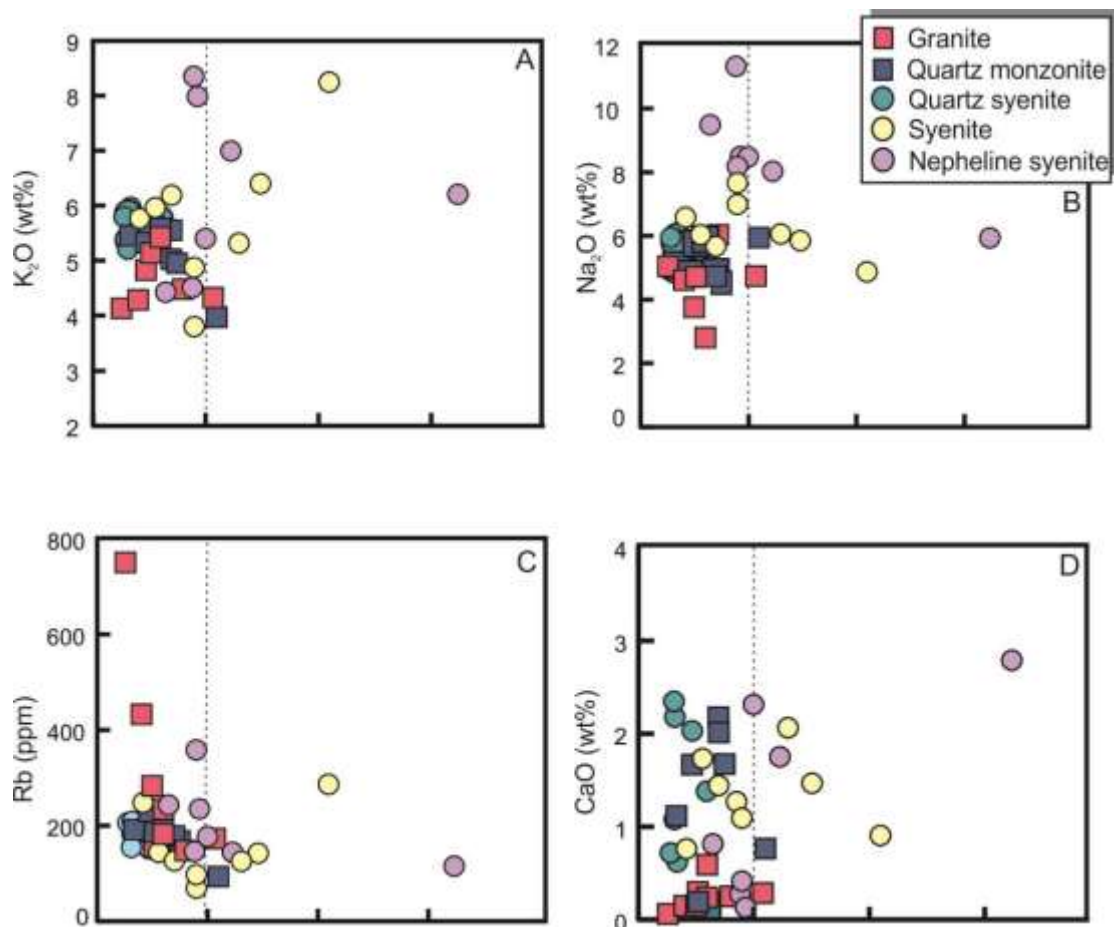 9
8
7
6
5
4
3
2
K₂O (wt%)
A
12
10
8
6
4
2
0
Na₂O (wt%)
B
Granite
Quartz monzonite
Quartz syenite
Syenite
Nepheline syenite
800
600
400
200
0
Rb (ppm)
C
4
3
2
1
0
CaO (wt%)
D